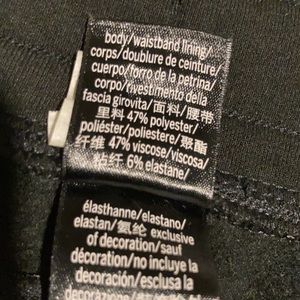 body/waistband lining/
corps/doublure de ceinture/
cuerpo/forro de la petrina/
corpo/rivestimento della
fascia girovita/面料/腰带
里料 47% polyester/
poliéster/poliestere/聚酯
纤维 47% viscose/viscosa/
粘纤 6% elastane/
élasthanne/elastano/
elastan/氨纶 exclusive
of decoration/sauf
décoration/no incluye la
decoración/esclusa la